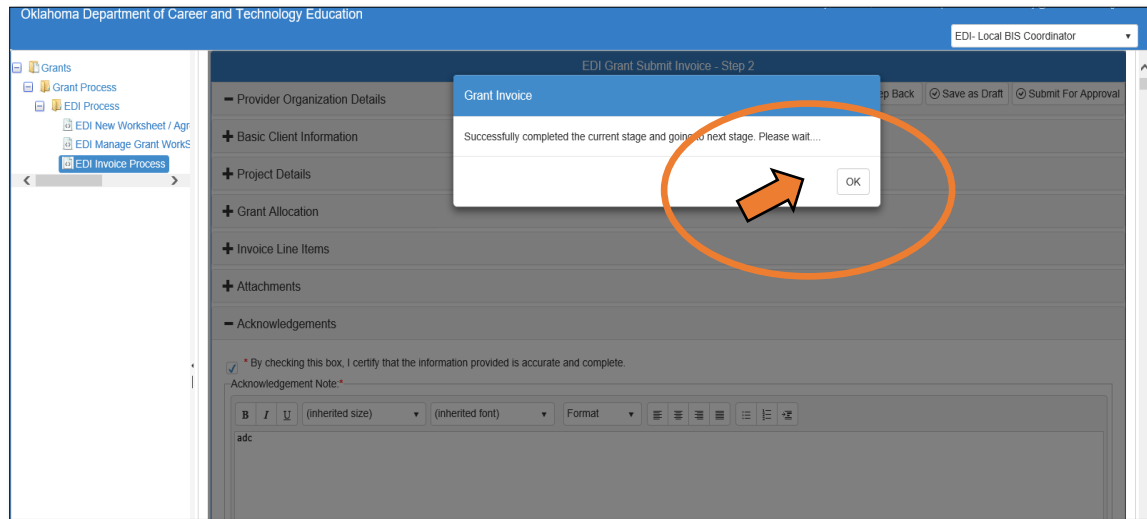 Oklahoma Department of Career and Technology Education
EDI- Local BIS Coordinator
Grants
Grant Process
EDI Process
EDI New Worksheet / Agr
EDI Manage Grant WorkS
EDI Invoice Process
EDI Grant Submit Invoice - Step 2
ep Back Save as Draft Submit For Approval
Provider Organization Details
Basic Client Information
Project Details
Grant Allocation
Invoice Line Items
Attachments
Acknowledgements
Grant Invoice
Successfully completed the current stage and going to next stage. Please wait....
OK
* By checking this box, I certify that the information provided is accurate and complete.
Acknowledgement Note:*
B I U (inherited size) (inherited font) Format
adc